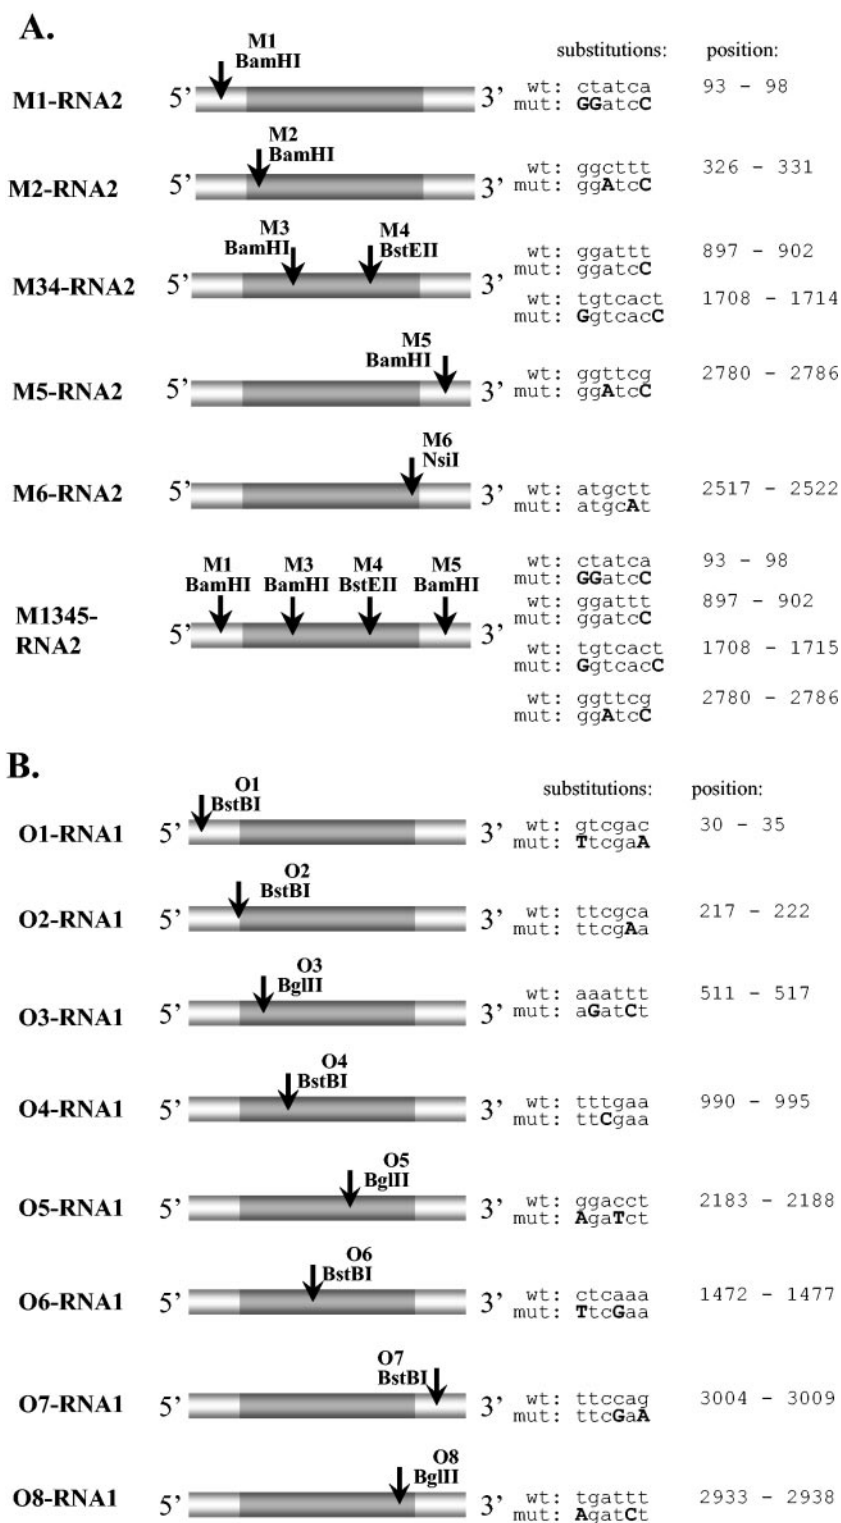 A.
substitutions: position:
M1
BamHI
M1-RNA2 5’ 3’
wt: ctatca 93 - 98
mut: GGatcC
M2
BamHI
M2-RNA2 5’ 3’
wt: ggcttt 326 - 331
mut: ggAtcC
M3
BamHI
M4
BstEII
M34-RNA2 5’ 3’
wt: ggattt 897 - 902
mut: ggatcC
wt: tgtcact 1708 - 1714
mut: GgtcacC
M5
BamHI
M5-RNA2 5’ 3’
wt: ggttcg 2780 - 2786
mut: ggAtcC
M6
NsiI
M6-RNA2 5’ 3’
wt: atgctt 2517 - 2522
mut: atgcAt
M1 M3 M4 M5
BamHI BamHI BstEII BamHI
M1345-
RNA2
5’ 3’
wt: ctatca 93 - 98
mut: GGatcC
wt: ggattt 897 - 902
mut: ggatcC
wt: tgtcact 1708 - 1715
mut: GgtcacC
wt: ggttcg 2780 - 2786
mut: ggAtcC
B.
substitutions: position:
O1
BstBI
O1-RNA1 5’ 3’
wt: gtcgac 30 - 35
mut: TtcgaA
O2
BstBI
O2-RNA1 5’ 3’
wt: ttcgca 217 - 222
mut: ttcgAa
O3
BglII
O3-RNA1 5’ 3’
wt: aaattt 511 - 517
mut: aGatCt
O4
BstBI
O4-RNA1 5’ 3’
wt: tttgaa 990 - 995
mut: ttCgaa
O5
BglII
O5-RNA1 5’ 3’
wt: ggacct 2183 - 2188
mut: AgaTct
O6
BstBI
O6-RNA1 5’ 3’
wt: ctcaaa 1472 - 1477
mut: TtcGaa
O7
BstBI
O7-RNA1 5’ 3’
wt: ttccag 3004 - 3009
mut: ttcGaA
O8
BglII
O8-RNA1 5’ 3’
wt: tgattt 2933 - 2938
mut: AgatCt